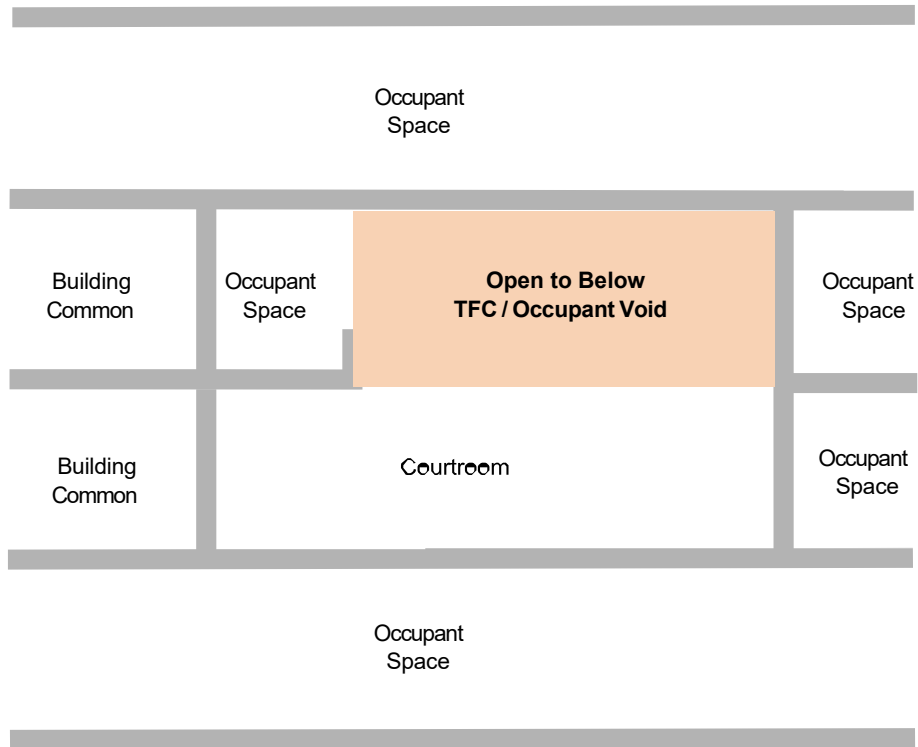 Occupant
Space
Building
Common
Occupant
Space
Open to Below
TFC / Occupant Void
Occupant
Space
Building
Common
Courtroom
Occupant
Space
Occupant
Space